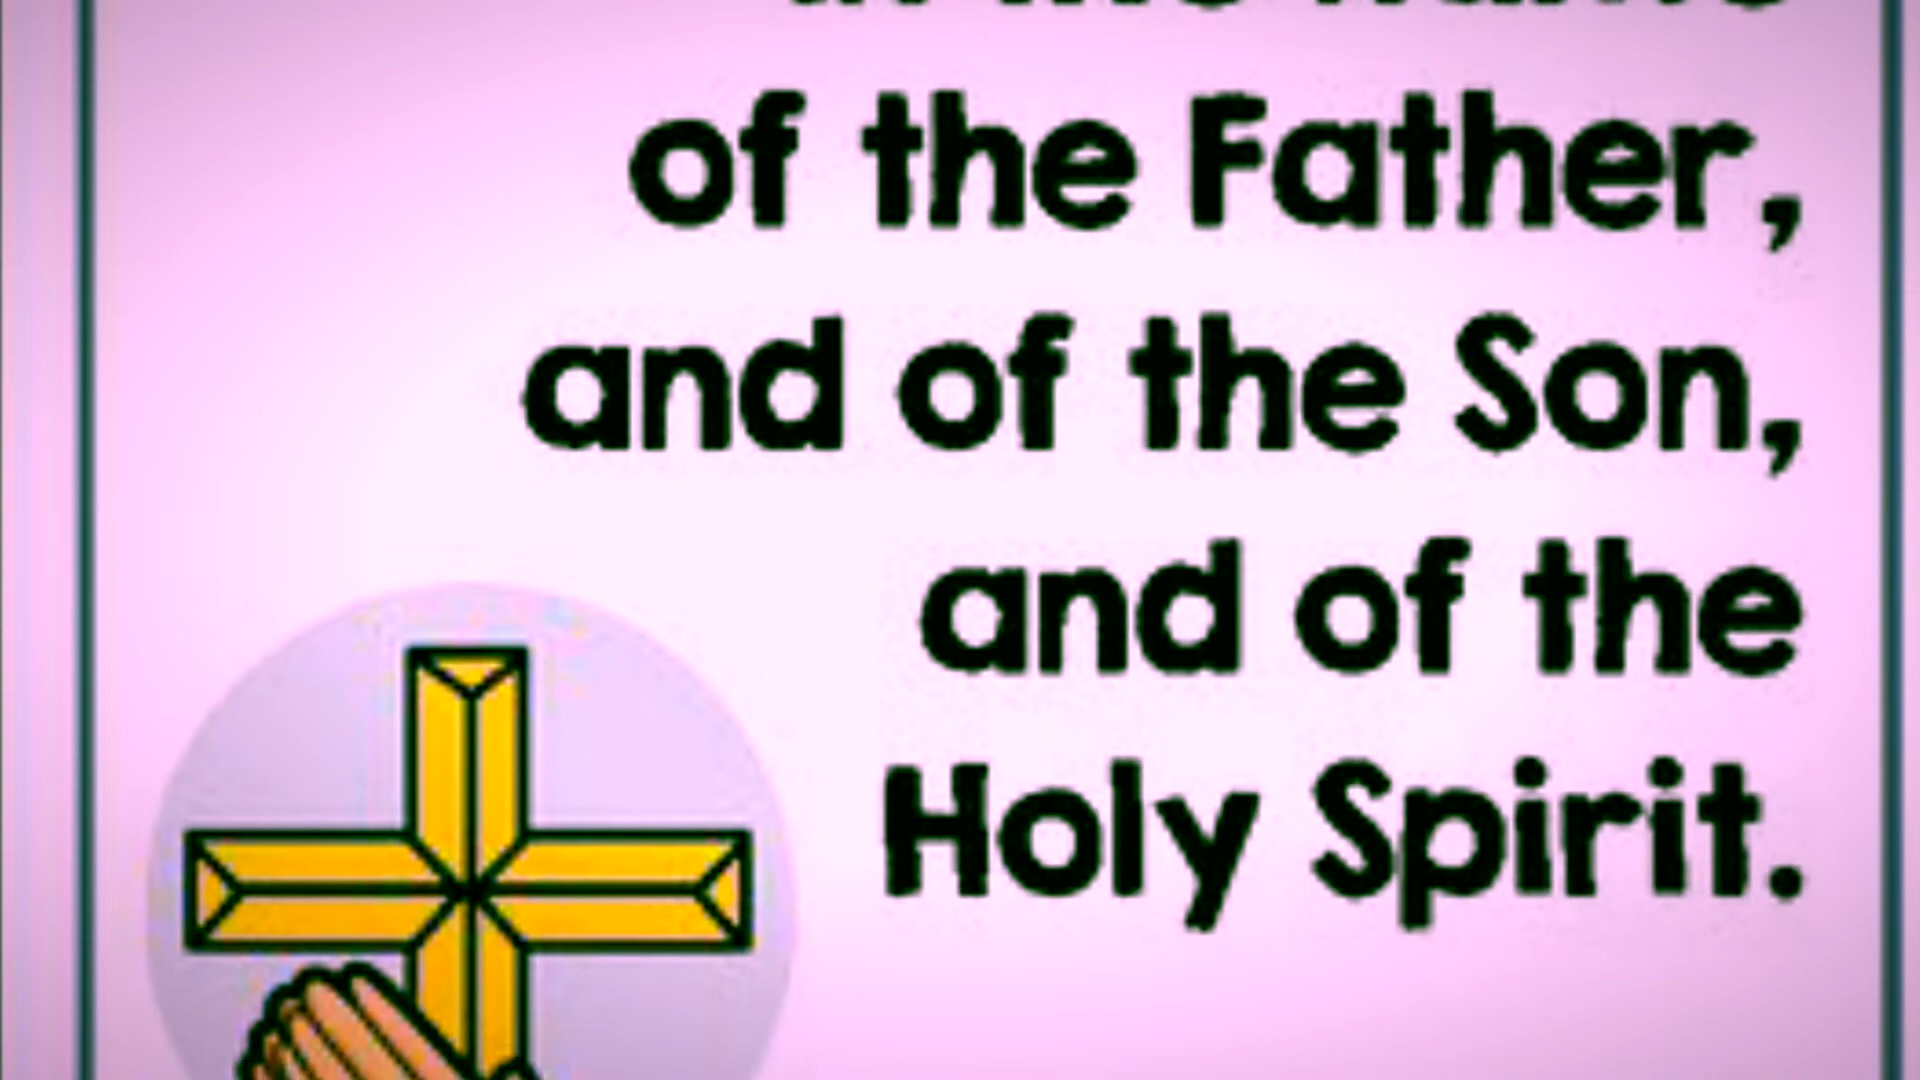 of the Father,
and of the Son,
and of the
Holy Spirit.